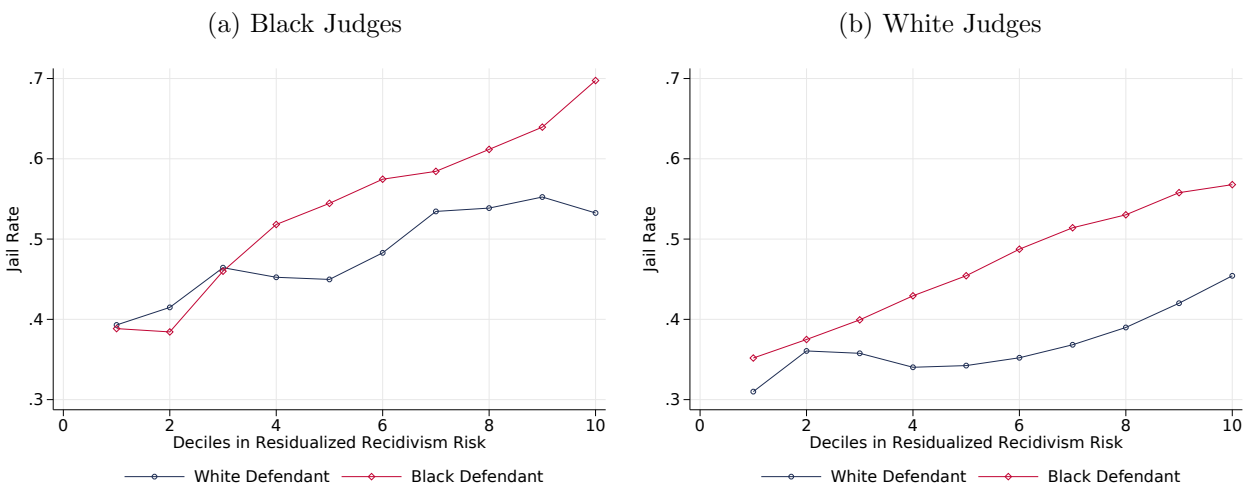 (a) Black Judges
.7
.6
.5
.4
.3
Jail Rate
0 2 4 6 8 10
Deciles in Residualized Recidivism Risk
White Defendant Black Defendant
(b) White Judges
.7
.6
.5
.4
.3
Jail Rate
0 2 4 6 8 10
Deciles in Residualized Recidivism Risk
White Defendant Black Defendant